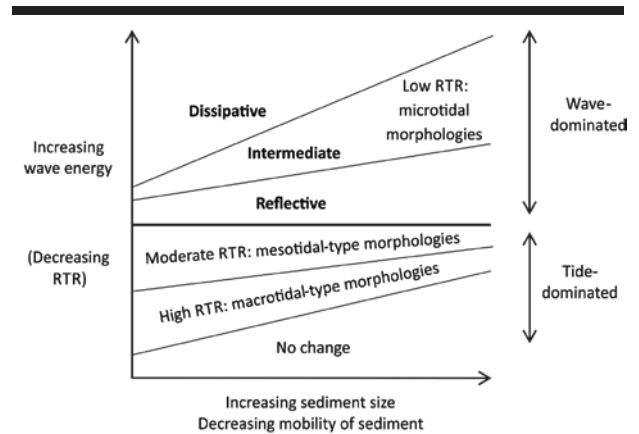 Low RTR:
microtidal
morphologies
Dissipative
Wave-
dominated
Increasing
wave energy
Intermediate
Reflective
(Decreasing
RTR)
Moderate RTR: mesotidal-type morphologies
Tide-
dominated
High RTR: macrotidal-type morphologies
No change
Increasing sediment size
Decreasing mobility of sediment